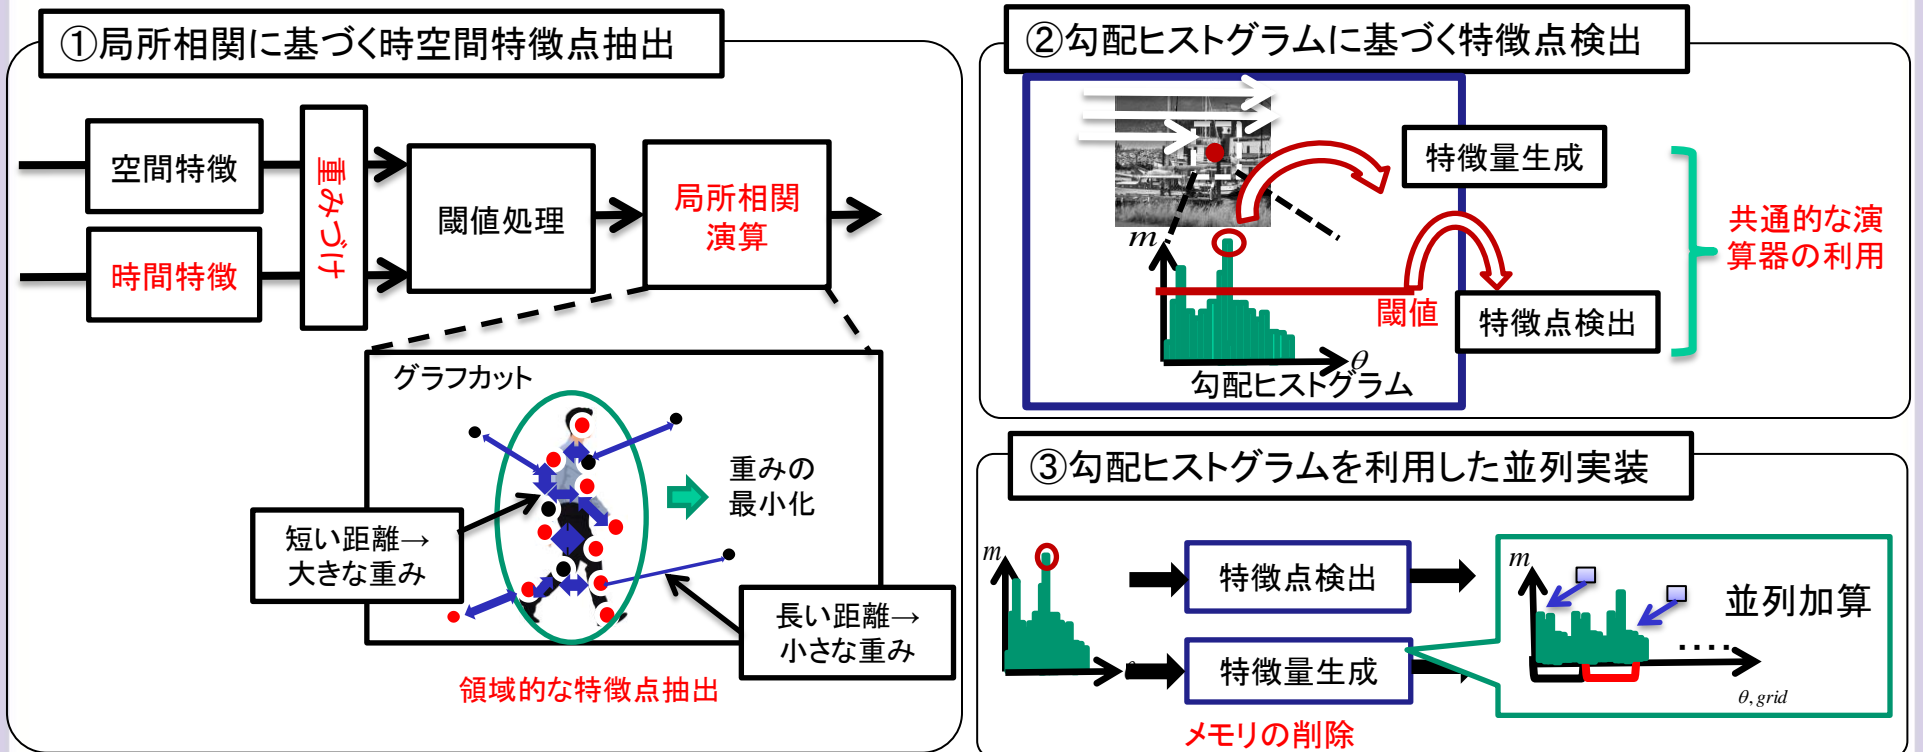 ①局所相関に基づく時空間特徴点抽出
空間特徴
時間特徴
重みづけ
閾値処理
局所相関
演算
グラフカット
重みの
最小化
短い距離→
大きな重み
長い距離→
小さな重み
領域的な特徴点抽出
②勾配ヒストグラムに基づく特徴点検出
m
θ
勾配ヒストグラム
閾値
特徴量生成
特徴点検出
共通的な演
算器の利用
③勾配ヒストグラムを利用した並列実装
m
特徴点検出
特徴量生成
メモリの削除
m
並列加算
‥‥
θ, grid